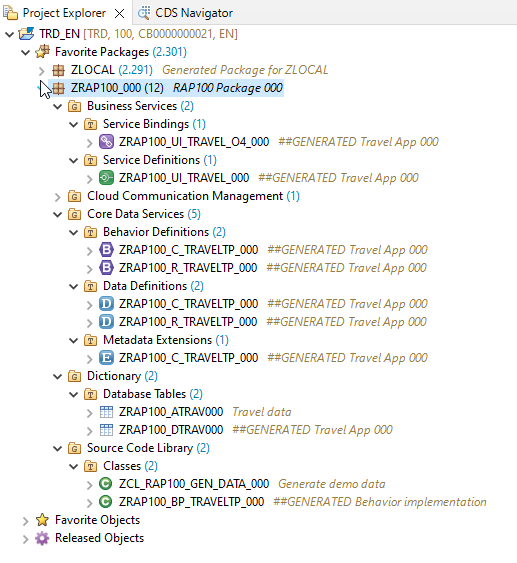 Project Explorer
CDS Navigator
TRD_EN [TRD, 100, CB0000000021, EN]
Favorite Packages (2.301)
ZLOCAL (2.291) Generated Package for ZLOCAL
ZRAP100_000 (12) RAP100 Package 000
Business Services (2)
Service Bindings (1)
ZRAP100_UI_TRAVEL_O4_000 ##GENERATED Travel App 000
Service Definitions (1)
ZRAP100_UI_TRAVEL_000 ##GENERATED Travel App 000
Cloud Communication Management (1)
Core Data Services (5)
Behavior Definitions (2)
ZRAP100_C_TRAVELTP_000 ##GENERATED Travel App 000
ZRAP100_R_TRAVELTP_000 ##GENERATED Travel App 000
Data Definitions (2)
ZRAP100_C_TRAVELTP_000 ##GENERATED Travel App 000
ZRAP100_R_TRAVELTP_000 ##GENERATED Travel App 000
Metadata Extensions (1)
ZRAP100_C_TRAVELTP_000 ##GENERATED Travel App 000
Dictionary (2)
Database Tables (2)
ZRAP100_ATRAV000 Travel data
ZRAP100_DTRAV000 ##GENERATED Travel App 000
Source Code Library (2)
Classes (2)
ZCL_RAP100_GEN_DATA_000 Generate demo data
ZRAP100_BP_TRAVELTP_000 ##GENERATED Behavior implementation
Favorite Objects
Released Objects